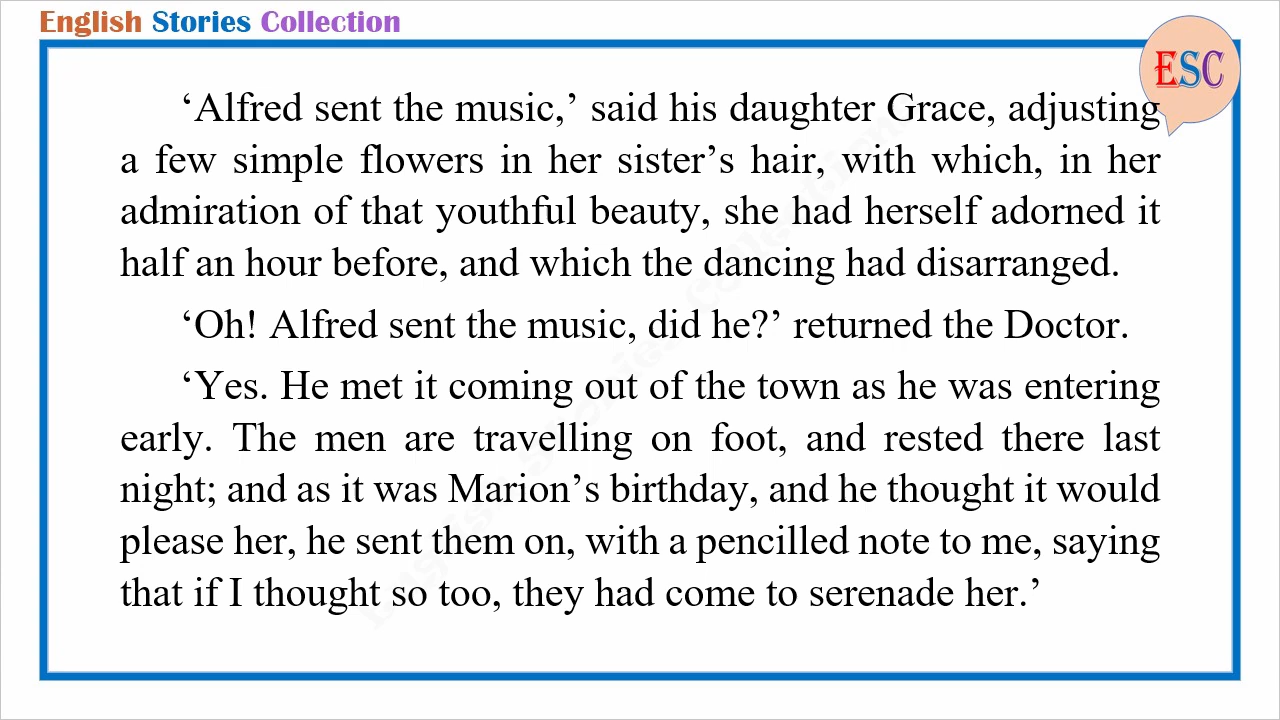 English Stories Collection
ESC
‘Alfred sent the music,’ said his daughter Grace, adjusting
a few simple flowers in her sister’s hair, with which, in her
admiration of that youthful beauty, she had herself adorned it
half an hour before, and which the dancing had disarranged.
‘Oh! Alfred sent the music, did he?’ returned the Doctor.
‘Yes. He met it coming out of the town as he was entering
early. The men are travelling on foot, and rested there last
night; and as it was Marion’s birthday, and he thought it would
please her, he sent them on, with a pencilled note to me, saying
that if I thought so too, they had come to serenade her.’
English Stories Collection